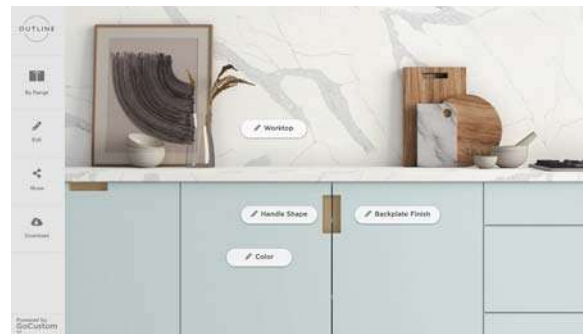 OUTLINE
By Range
Edit
Share
Download
Powered by
GoCustom
Worktop
Handle Shape
Backplate Finish
Color